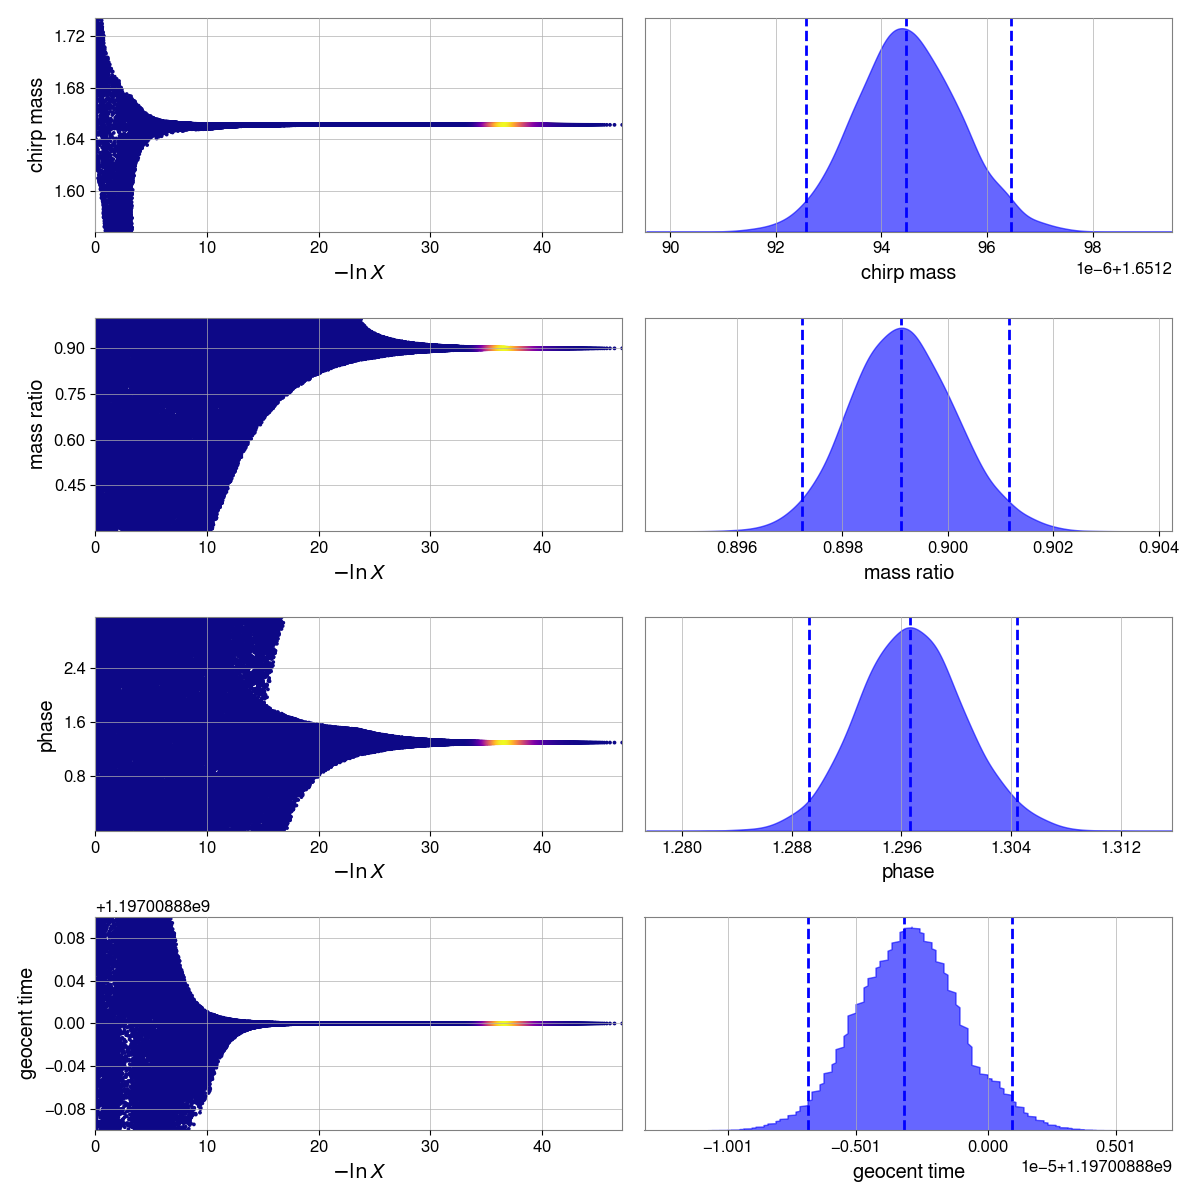 1.72
1.68
1.64
1.60
chirp mass
0 10 20 30 40
−ln X
90 92 94 96 98
1e-6+1.6512
chirp mass
0.90
0.75
0.60
0.45
mass ratio
0 10 20 30 40
−ln X
0.896 0.898 0.900 0.902 0.904
mass ratio
2.4
1.6
0.8
phase
0 10 20 30 40
−ln X
1.280 1.288 1.296 1.304 1.312
phase
+1.19700888e9
0.08
0.04
0.00
−0.04
−0.08
geocent time
0 10 20 30 40
−ln X
−1.001 −0.501 0.000 0.501
1e-5+1.19700888e9
geocent time